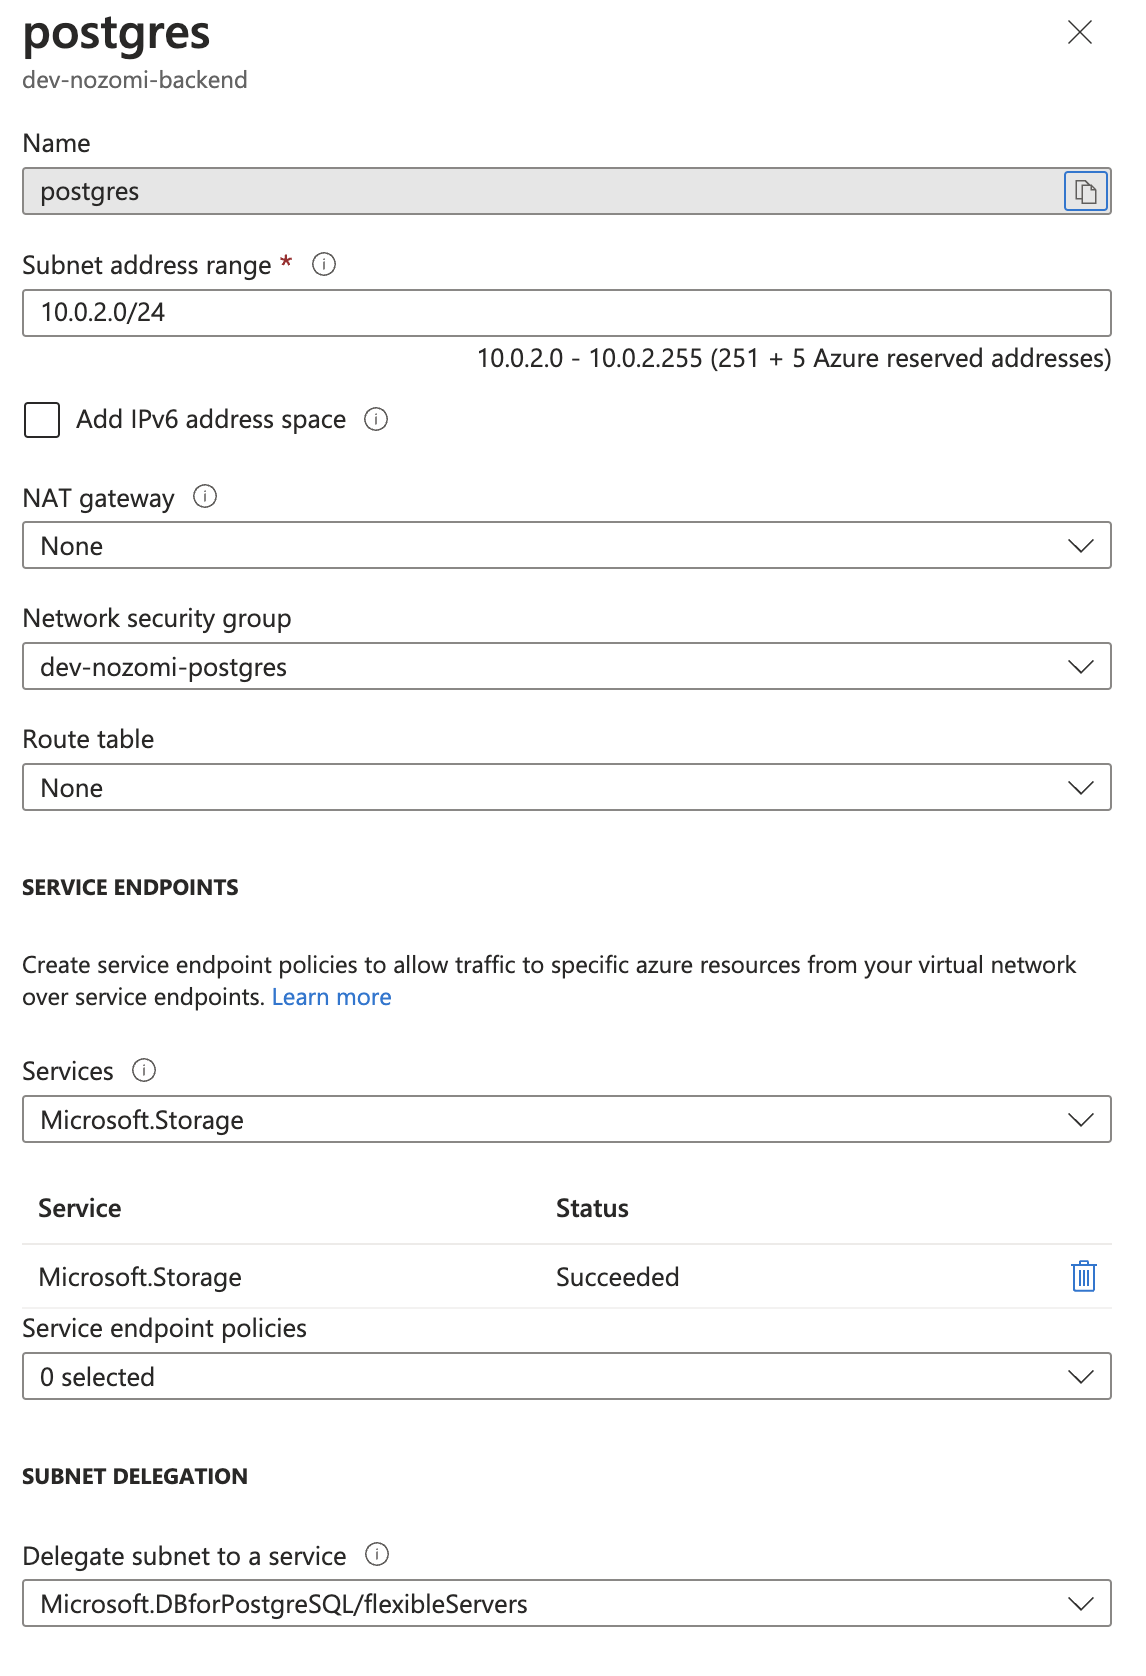 postgres
dev-nozomi-backend
Name
postgres
Subnet address range *
10.0.2.0/24
10.0.2.0 - 10.0.2.255 (251 + 5 Azure reserved addresses)
Add IPv6 address space
NAT gateway
None
Network security group
dev-nozomi-postgres
Route table
None
SERVICE ENDPOINTS
Create service endpoint policies to allow traffic to specific azure resources from your virtual network
over service endpoints. Learn more
Services
Microsoft.Storage
Service Status
Microsoft.Storage Succeeded
Service endpoint policies
0 selected
SUBNET DELEGATION
Delegate subnet to a service
Microsoft.DBforPostgreSQL/flexibleServers